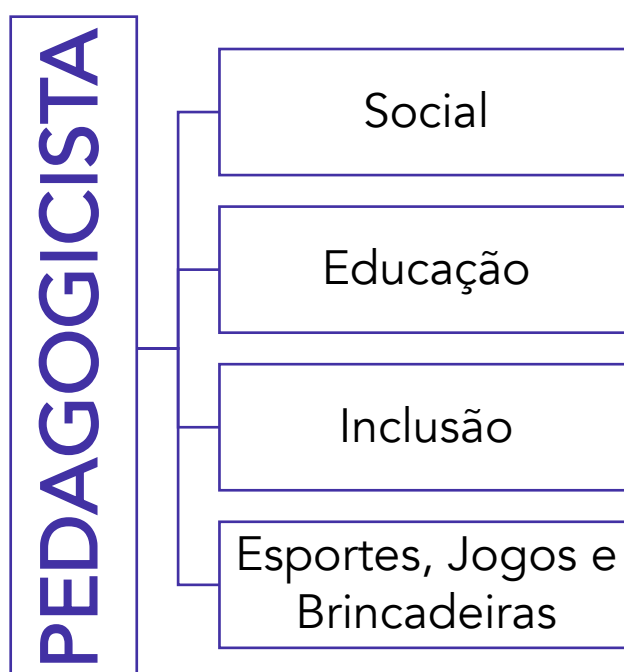 PEDAGOGICISTA
Social
Educação
Inclusão
Esportes, Jogos e
Brincadeiras